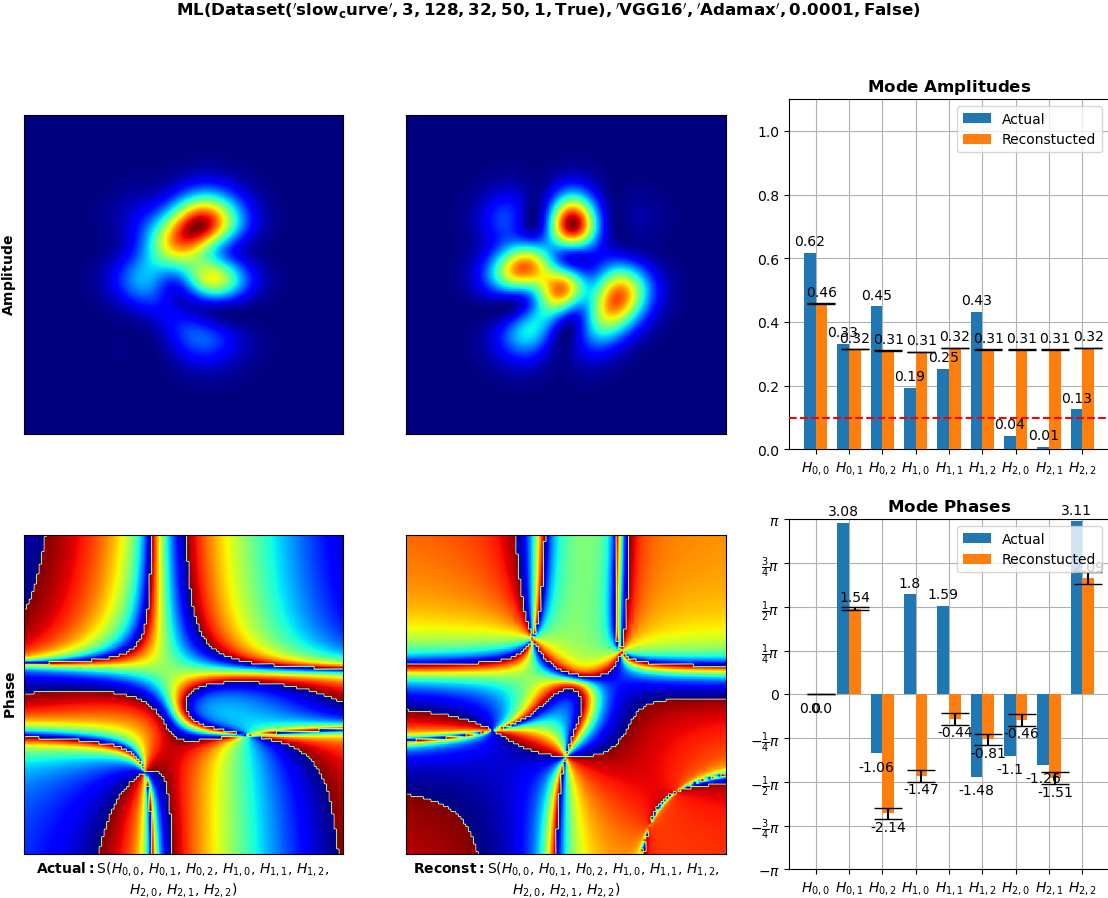 ML(Dataset('slow_curve', 3, 128, 32, 50, 1, True), 'VGG16', 'Adamax', 0.0001, False)
Amplitude
Mode Amplitudes
Actual
Reconstucted
1.0
0.8
0.6
0.4
0.2
0.0
0.62
0.46
0.33
0.32
0.45
0.31
0.19
0.31
0.25
0.32
0.43
0.31
0.04
0.31
0.01
0.31
0.13
0.32
H0,0 H0,1 H0,2 H1,0 H1,1 H1,2 H2,0 H2,1 H2,2
Phase
Actual: S(H0,0, H0,1, H0,2, H1,0, H1,1, H1,2,
H2,0, H2,1, H2,2)
Reconst: S(H0,0, H0,1, H0,2, H1,0, H1,1, H1,2,
H2,0, H2,1, H2,2)
Mode Phases
Actual
Reconstucted
π
3/4π
1/2π
1/4π
0
−1/4π
−1/2π
−3/4π
−π
0.0
0.0
3.08
1.54
-1.06
-2.14
1.8
-1.47
1.59
-0.44
-1.48
-0.81
-1.1
-0.46
-1.26
-1.51
3.11
H0,0 H0,1 H0,2 H1,0 H1,1 H1,2 H2,0 H2,1 H2,2